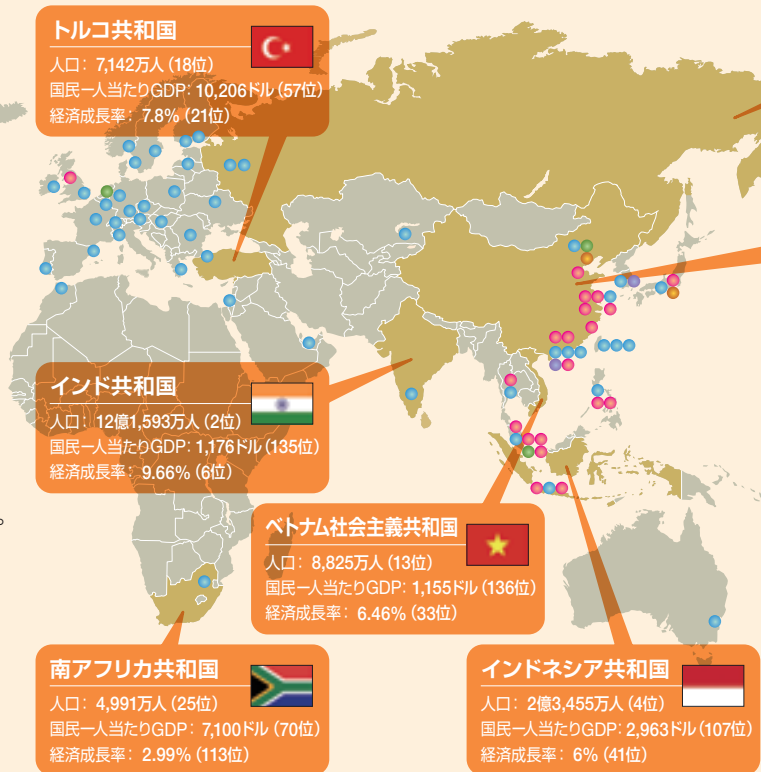 トルコ共和国
人口： 7,142万人 (18位)
国民一人当たりGDP： 10,206ドル (57位)
経済成長率： 7.8% (21位)
インド共和国
人口： 12億1,593万人 (2位)
国民一人当たりGDP： 1,176ドル (135位)
経済成長率： 9.66% (6位)
。
ベトナム社会主義共和国
人口： 8,825万人 (13位)
国民一人当たりGDP： 1,155ドル (136位)
経済成長率： 6.46% (33位)
南アフリカ共和国
人口： 4,991万人 (25位)
国民一人当たりGDP： 7,100ドル (70位)
経済成長率： 2.99% (113位)
インドネシア共和国
人口： 2億3,455万人 (4位)
国民一人当たりGDP： 2,963ドル (107位)
経済成長率： 6% (41位)